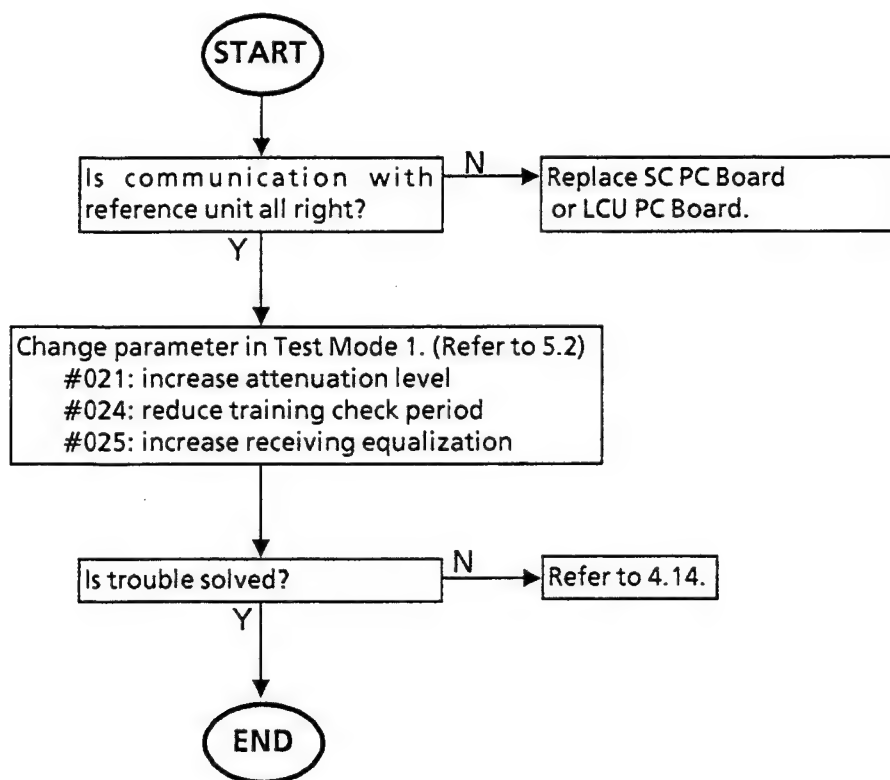 START
Is communication with
reference unit all right?
N
Replace SC PC Board
or LCU PC Board.
Y
Change parameter in Test Mode 1. (Refer to 5.2)
#021: increase attenuation level
#024: reduce training check period
#025: increase receiving equalization
Is trouble solved?
N
Refer to 4.14.
Y
END